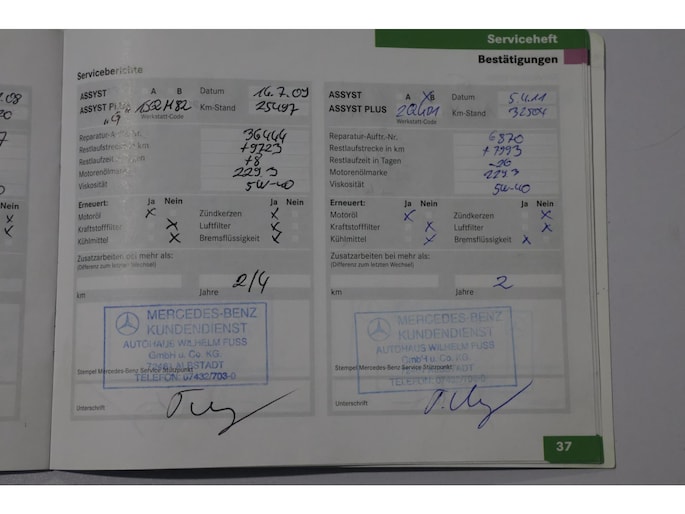 Serviceheft
Bestätigungen
Serviceberichte
ASSYST A B Datum 16.7.09
ASSYST PLUS Km-Stand 25497
"G" Werkstatt-Code
Reparatur-Auftr.-Nr. 36444
Restlaufstrecke in km +9723
Restlaufzeit in Tagen +8
Motorenölmarke 229.3
Viskosität 5W-40
Erneuert: Ja Nein Ja Nein
Motoröl X Zündkerzen X
Kraftstofffilter X Luftfilter X
Kühlmittel X Bremsflüssigkeit X
Zusatzarbeiten bei mehr als:
(Differenz zum letzten Wechsel)
2/4
km Jahre
MERCEDES-BENZ
KUNDENDIENST
AUTOHAUS WILHELM FUSS
GmbH u. Co. KG.
ALBSTADT
Stempel Mercedes-Benz Service Stützpunkt
TELEFON: 07432/703-0
Unterschrift
ASSYST A B Datum 5.4.11
ASSYST PLUS Km-Stand 32504
Werkstatt-Code
Reparatur-Auftr.-Nr. 6870
Restlaufstrecke in km +7993
Restlaufzeit in Tagen
Motorenölmarke 229.3
Viskosität 5W-40
Erneuert: Ja Nein Ja Nein
Motoröl X Zündkerzen X
Kraftstofffilter X Luftfilter X
Kühlmittel X Bremsflüssigkeit X
Zusatzarbeiten bei mehr als:
(Differenz zum letzten Wechsel)
2
km Jahre
MERCEDES-BENZ
KUNDENDIENST
AUTOHAUS WILHELM FUSS
GmbH u. Co. KG
Stempel Mercedes-Benz Service Stützpunkt
TELEFON:
Unterschrift
37